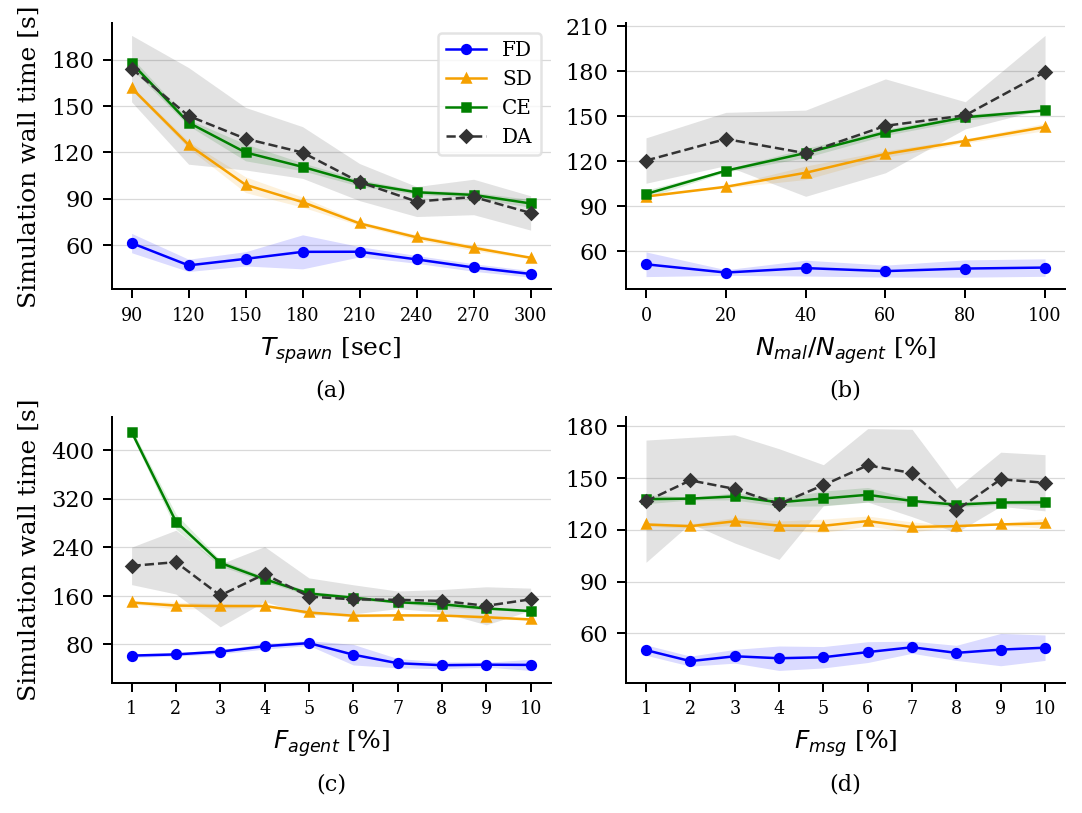 Simulation wall time [s]
180
150
120
90
60
FD
SD
CE
DA
90 120 150 180 210 240 270 300
T_spawn [sec]
(a)
210
180
150
120
90
60
0 20 40 60 80 100
N_mal/N_agent [%]
(b)
Simulation wall time [s]
400
320
240
160
80
1 2 3 4 5 6 7 8 9 10
F_agent [%]
(c)
180
150
120
90
60
1 2 3 4 5 6 7 8 9 10
F_msg [%]
(d)